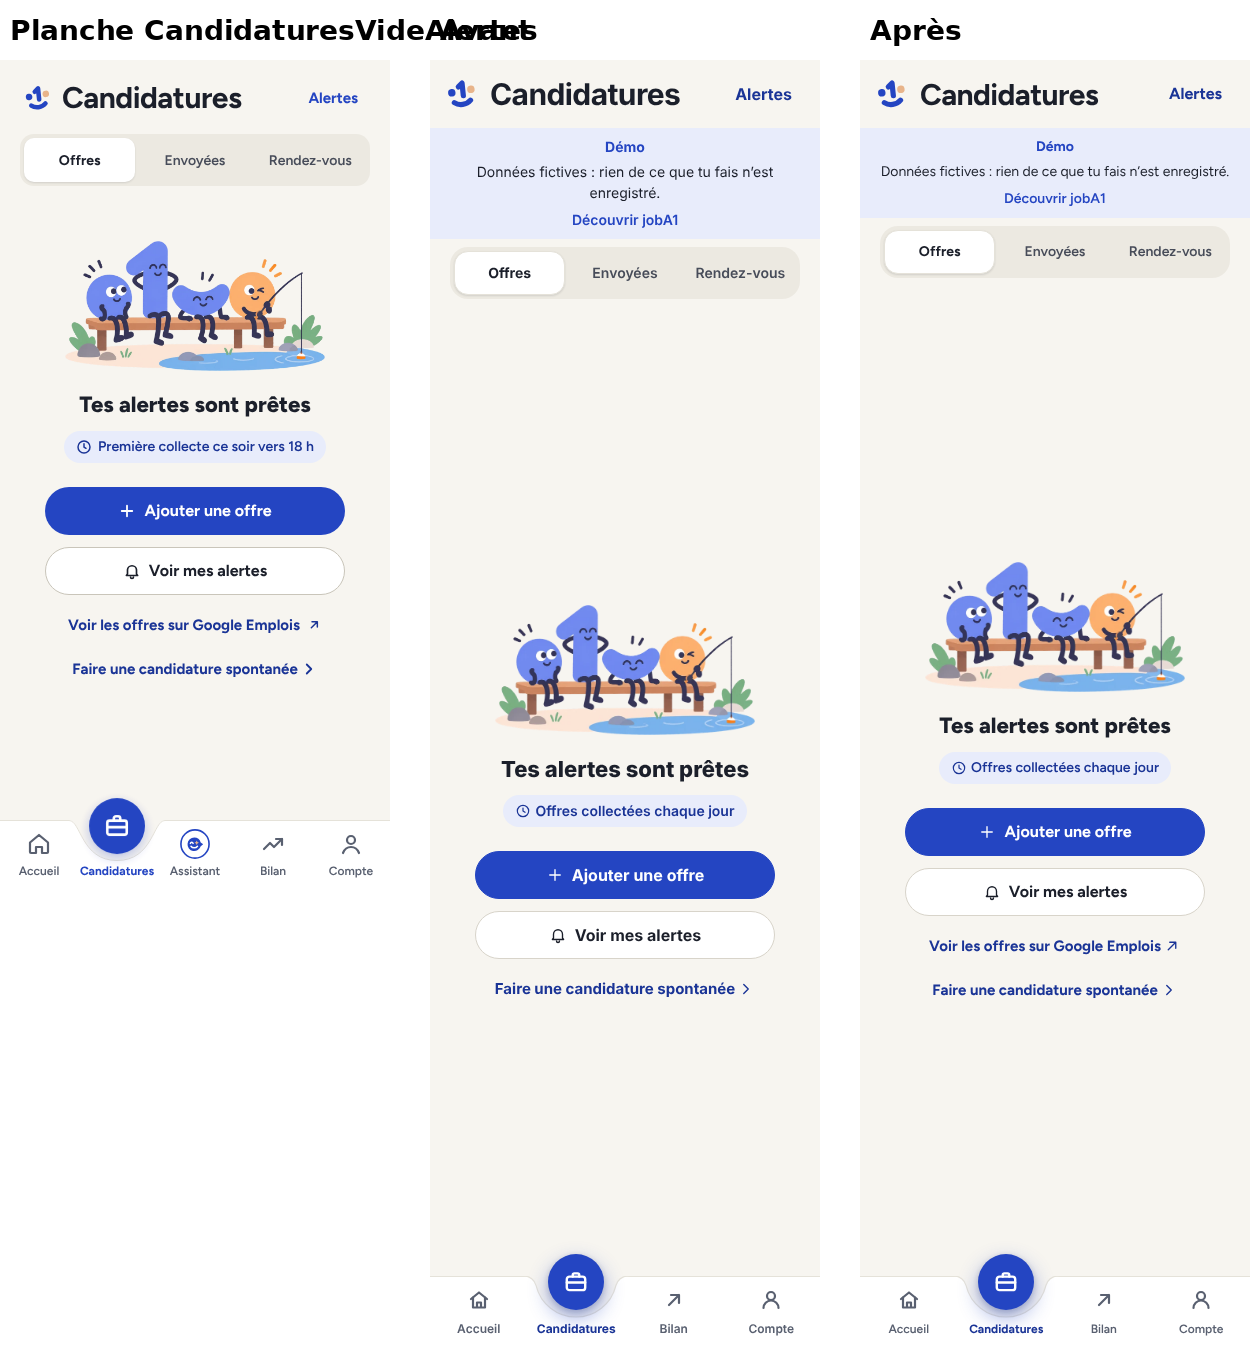 Planche CandidaturesVideAlertes
Avant
Après
Candidatures
Alertes
Offres
Envoyées
Rendez-vous
Tes alertes sont prêtes
Première collecte ce soir vers 18 h
Ajouter une offre
Voir mes alertes
Voir les offres sur Google Emplois
Faire une candidature spontanée
Accueil
Candidatures
Assistant
Bilan
Compte
Candidatures
Alertes
Démo
Données fictives : rien de ce que tu fais n’est
enregistré.
Découvrir jobA1
Offres
Envoyées
Rendez-vous
Tes alertes sont prêtes
Offres collectées chaque jour
Ajouter une offre
Voir mes alertes
Faire une candidature spontanée
Accueil
Candidatures
Bilan
Compte
Candidatures
Alertes
Démo
Données fictives : rien de ce que tu fais n’est enregistré.
Découvrir jobA1
Offres
Envoyées
Rendez-vous
Tes alertes sont prêtes
Offres collectées chaque jour
Ajouter une offre
Voir mes alertes
Voir les offres sur Google Emplois
Faire une candidature spontanée
Accueil
Candidatures
Bilan
Compte